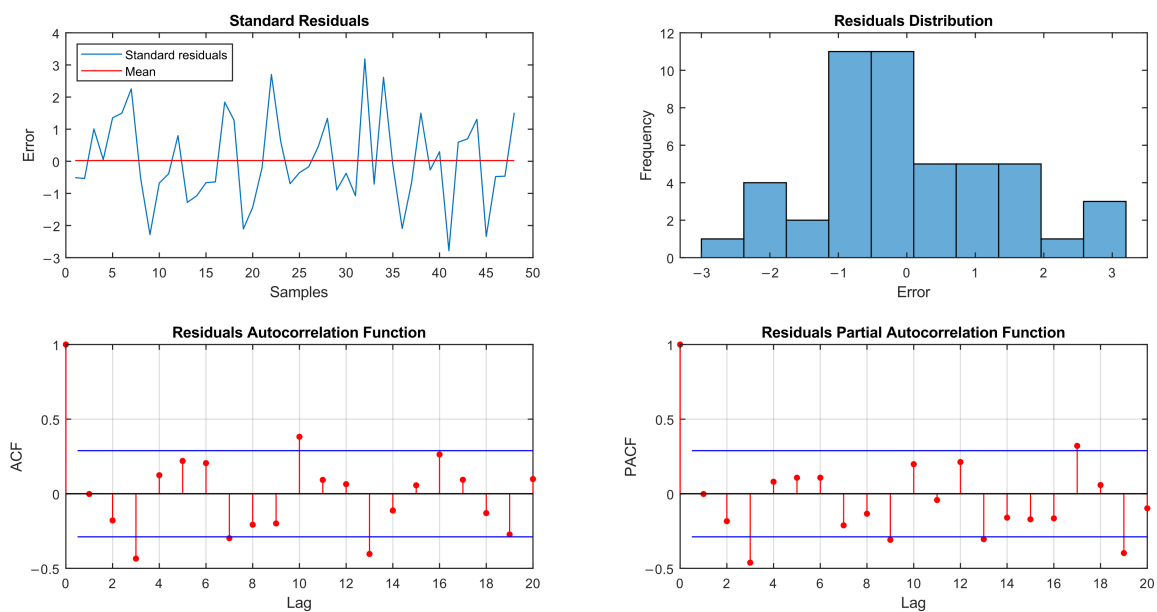 Standard Residuals
4
3
2
1
0
−1
−2
−3
Error
Standard residuals
Mean
0 5 10 15 20 25 30 35 40 45 50
Samples
Residuals Distribution
12
10
8
6
4
2
0
Frequency
−3 −2 −1 0 1 2 3
Error
Residuals Autocorrelation Function
1
0.5
0
−0.5
ACF
0 2 4 6 8 10 12 14 16 18 20
Lag
Residuals Partial Autocorrelation Function
1
0.5
0
−0.5
PACF
0 2 4 6 8 10 12 14 16 18 20
Lag